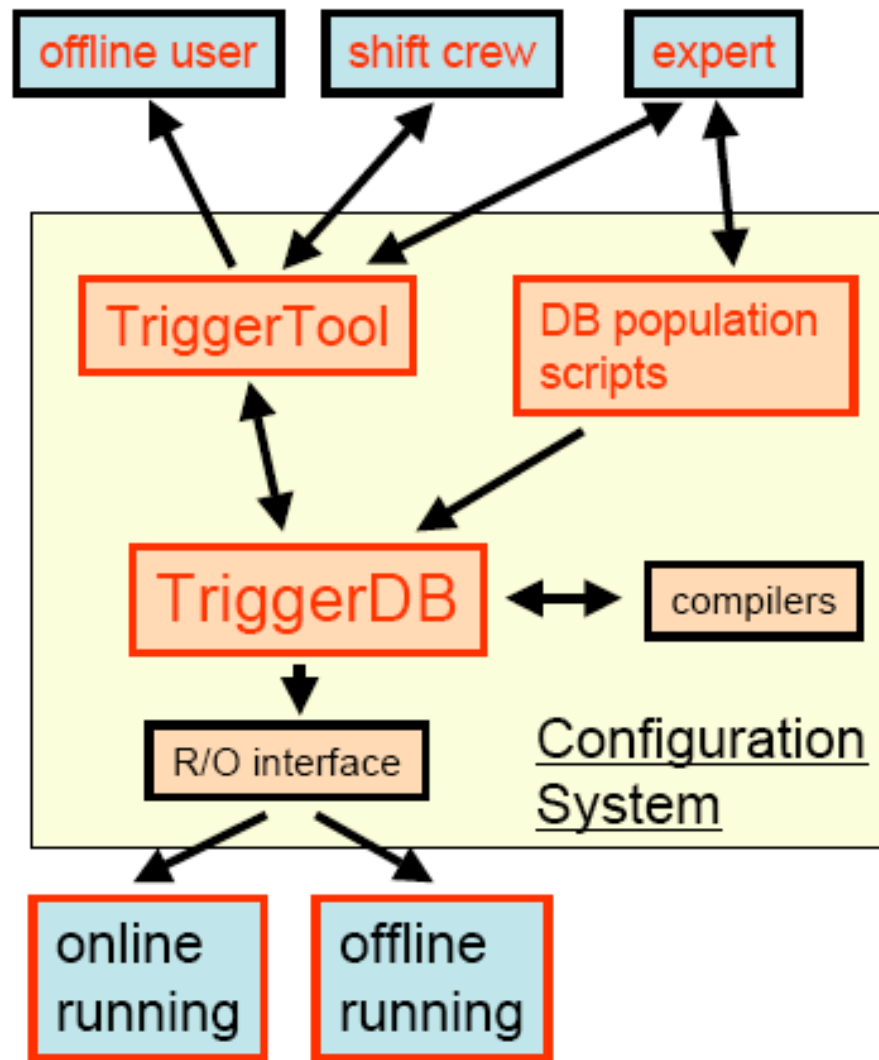 offline user
shift crew
expert
TriggerTool
DB population
scripts
TriggerDB
compilers
R/O interface
Configuration
System
online
running
offline
running